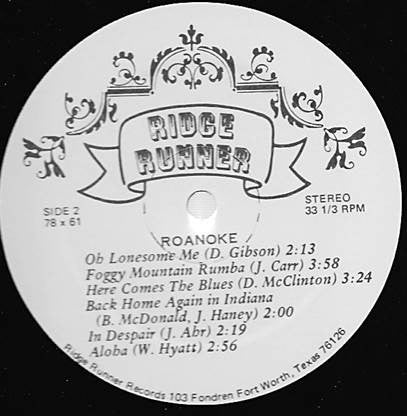 RIDGE
RUNNER
SIDE 2
78 x 61
STEREO
33 1/3 RPM
ROANOKE
Oh Lonesome Me (D. Gibson) 2:13
Foggy Mountain Rumba (J. Carr) 3:58
Here Comes The Blues (D. McClinton) 3:24
Back Home Again in Indiana
(B. McDonald, J. Haney) 2:00
In Despair (J. Abr) 2:19
Aloba (W. Hyatt) 2:56
Ridge Runner Records 103 Fondren Fort Worth, Texas 76126